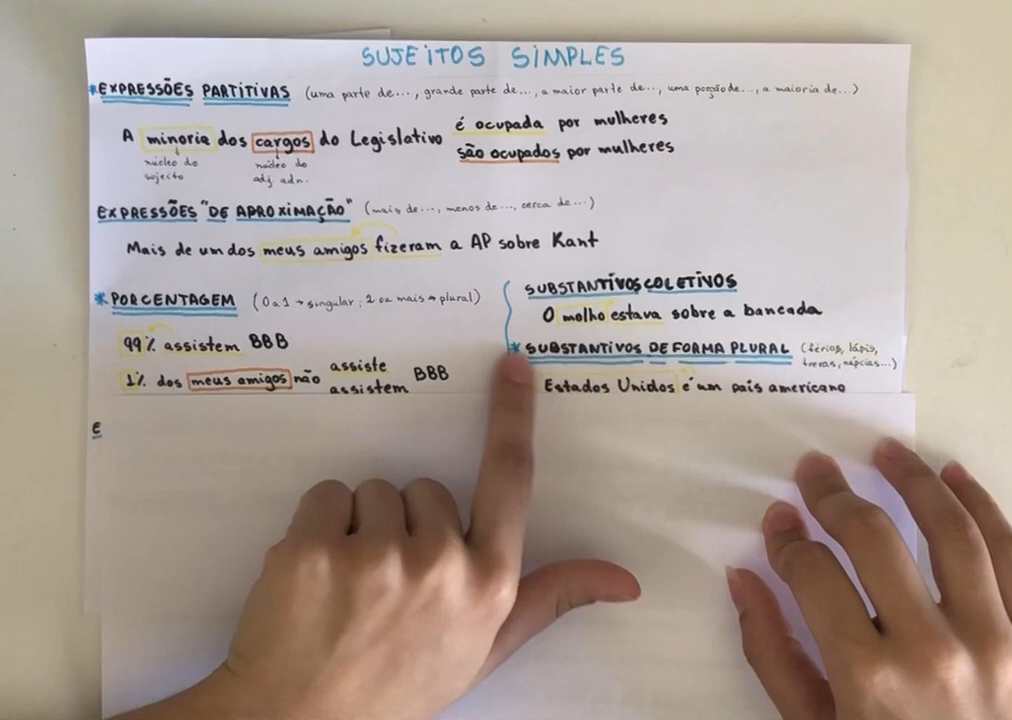 SUJEITOS SIMPLES
*EXPRESSÕES PARTITIVAS (uma parte de..., grande parte de..., a maior parte de..., uma porção de..., a maioria de...)
A minoria dos cargos do Legislativo é ocupada por mulheres
são ocupados por mulheres
núcleo do sujeito
núcleo do adj. adn.
EXPRESSÕES "DE APROXIMAÇÃO" (mais de..., menos de..., cerca de...)
Mais de um dos meus amigos fizeram a AP sobre Kant
*PORCENTAGEM (0 a 1 → singular; 2 ou mais → plural)
99% assistem BBB
1% dos meus amigos não assiste BBB
assistem
SUBSTANTIVOS COLETIVOS
O molho estava sobre a bancada
*SUBSTANTIVOS DE FORMA PLURAL (férias, lápis,
trevas, núpcias...)
Estados Unidos é um país americano
E